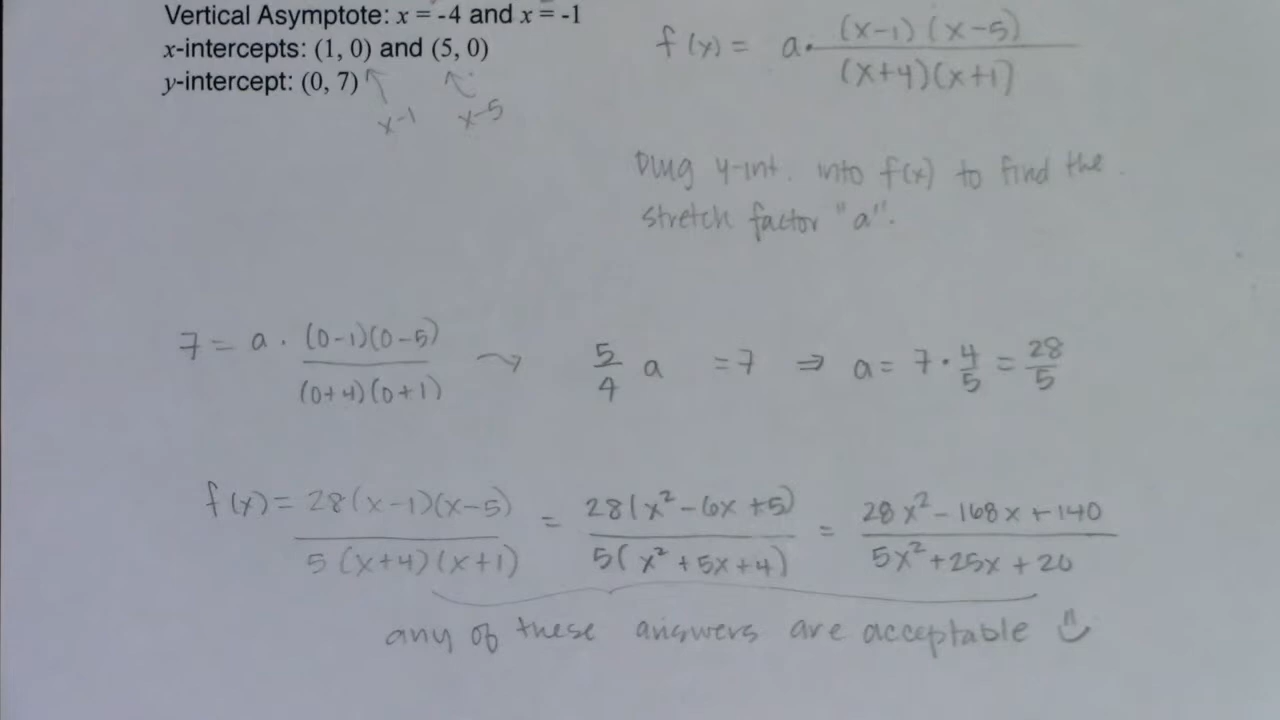 Vertical Asymptote: x = -4 and x = -1
x-intercepts: (1, 0) and (5, 0)
y-intercept: (0, 7)
x-1 x-5
f(x) = a · (x-1)(x-5) / (x+4)(x+1)
Plug y-int. into f(x) to find the
stretch factor "a".
7 = a · (0-1)(0-5) / (0+4)(0+1) → 5/4 a = 7 ⇒ a = 7 · 4/5 = 28/5
f(x) = 28(x-1)(x-5) / 5(x+4)(x+1) = 28(x² - 6x + 5) / 5(x² + 5x + 4) = 28x² - 168x + 140 / 5x² + 25x + 20
any of these answers are acceptable